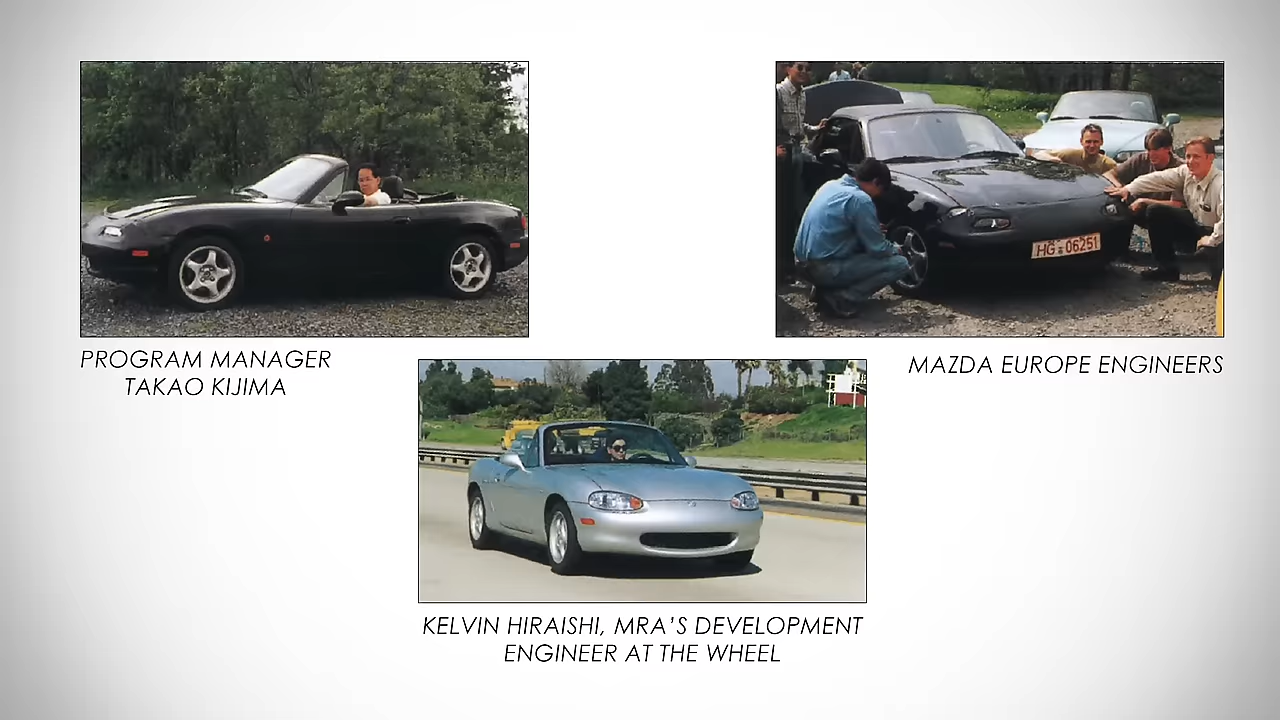 HG 06251
PROGRAM MANAGER
TAKAO KIJIMA
MAZDA EUROPE ENGINEERS
KELVIN HIRAISHI, MRA'S DEVELOPMENT
ENGINEER AT THE WHEEL